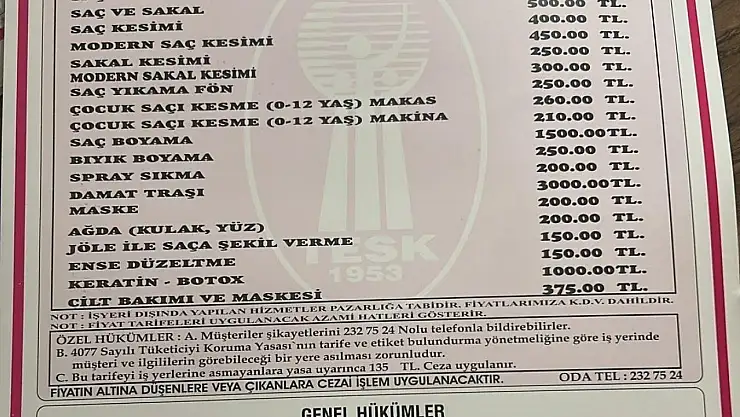 SAÇ VE SAKAL 500.00 TL.
SAÇ KESİMİ 400.00 TL.
MODERN SAÇ KESİMİ 450.00 TL.
SAKAL KESİMİ 250.00 TL.
MODERN SAKAL KESİMİ 300.00 TL.
SAÇ YIKAMA FÖN 250.00 TL.
ÇOCUK SAÇI KESME (0-12 YAŞ) MAKAS 260.00 TL.
ÇOCUK SAÇI KESME (0-12 YAŞ) MAKİNA 210.00 TL.
SAÇ BOYAMA 1500.00TL.
BIYIK BOYAMA 250.00 TL.
SPRAY SIKMA 200.00 TL.
DAMAT TRAŞI 3000.00TL.
MASKE 200.00 TL.
AĞDA (KULAK, YÜZ) 200.00 TL.
JÖLE İLE SAÇA ŞEKİL VERME 150.00 TL.
ENSE DÜZELTME 150.00 TL.
KERATİN - BOTOX 1000.00TL.
CİLT BAKIMI VE MASKESİ 375.00 TL.
TESK
1953
NOT : İŞYERİ DIŞINDA YAPILAN HİZMETLER PAZARLIĞA TABİDİR. FİYATLARIMIZA K.D.V. DAHİLDİR.
NOT : FİYAT TARİFELERİ UYGULANACAK AZAMİ HATLERİ GÖSTERİR.
ÖZEL HÜKÜMLER : A. Müşteriler şikayetlerini 232 75 24 Nolu telefonla bildirebilirler.
B. 4077 Sayılı Tüketiciyi Koruma Yasası'nın tarife ve etiket bulundurma yönetmeliğine göre iş yerinde
müşteri ve ilgililerin görebileceği bir yere asılması zorunludur.
C. Bu tarifeyi iş yerlerine asmayanlara yasa uyarınca 135 TL. Ceza uygulanır.
FİYATIN ALTINA DÜŞENLERE VEYA ÇIKANLARA CEZAİ İŞLEM UYGULANACAKTIR. ODA TEL : 232 75 24
GENEL HÜKÜMLER